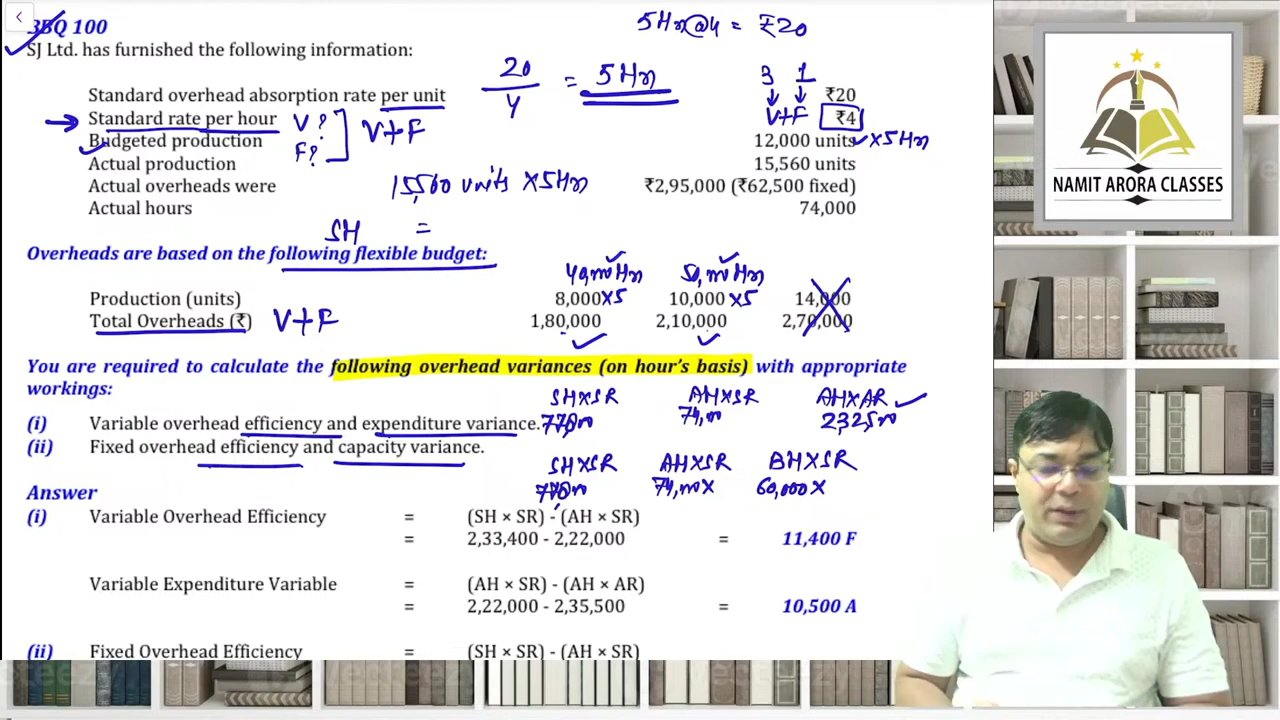 BBQ 100
5Hr@4 = ₹20
SJ Ltd. has furnished the following information:
20/4 = 5Hr
3 1
Standard overhead absorption rate per unit ₹20
Standard rate per hour V? V+F V+F ₹4
Budgeted production F? 12,000 units ×5Hr
Actual production 15,560 units
Actual overheads were 15,560 units ×5Hr ₹2,95,000 (₹62,500 fixed)
Actual hours 74,000
SH =
Overheads are based on the following flexible budget:
Production (units) 8,000 ×5 10,000 ×5 14,000
Total Overheads (₹) V+F 1,80,000 2,10,000 2,70,000
You are required to calculate the following overhead variances (on hour's basis) with appropriate
workings:
SH×SR AH×SR AH×AR
(i) Variable overhead efficiency and expenditure variance.
(ii) Fixed overhead efficiency and capacity variance.
SH×SR AH×SR BH×SR
60,000 ×
Answer
(i) Variable Overhead Efficiency = (SH × SR) - (AH × SR)
= 2,33,400 - 2,22,000 = 11,400 F
Variable Expenditure Variable = (AH × SR) - (AH × AR)
= 2,22,000 - 2,35,500 = 10,500 A
(ii) Fixed Overhead Efficiency = (SH × SR) - (AH × SR)
NAMIT ARORA CLASSES